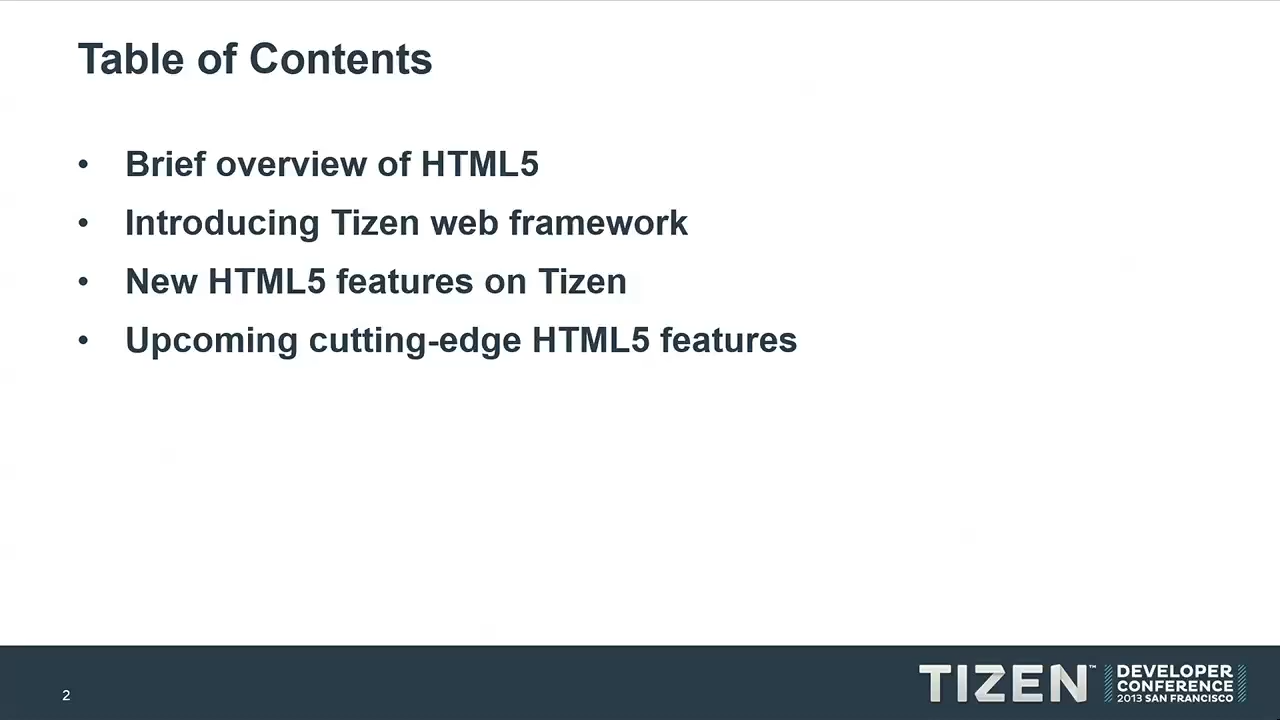 Table of Contents
• Brief overview of HTML5
• Introducing Tizen web framework
• New HTML5 features on Tizen
• Upcoming cutting-edge HTML5 features
2
TIZEN™
DEVELOPER
CONFERENCE
2013 SAN FRANCISCO